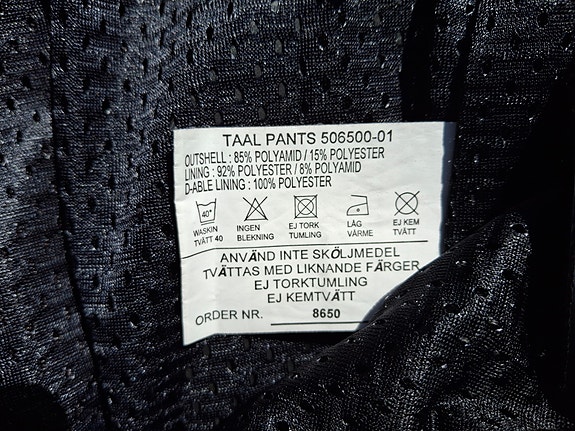 TAAL PANTS 506500-01
OUTSHELL : 85% POLYAMID / 15% POLYESTER
LINING : 92% POLYESTER / 8% POLYAMID
D-ABLE LINING : 100% POLYESTER
40°
WASKIN TVÄTT 40
INGEN BLEKNING
EJ TORK TUMLING
LÅG VÄRME
EJ KEM TVÄTT
ANVÄND INTE SKÖLJMEDEL
TVÄTTAS MED LIKNANDE FÄRGER
EJ TORKTUMLING
EJ KEMTVÄTT
ORDER NR. 8650